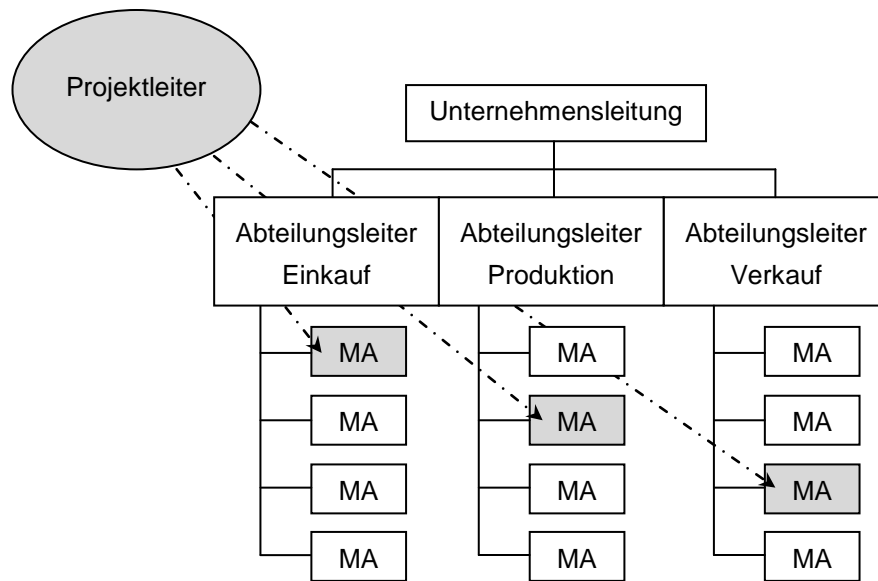 Projektleiter
Unternehmensleitung
Abteilungsleiter
Einkauf
Abteilungsleiter
Produktion
Abteilungsleiter
Verkauf
MA
MA
MA
MA
MA
MA
MA
MA
MA
MA
MA
MA